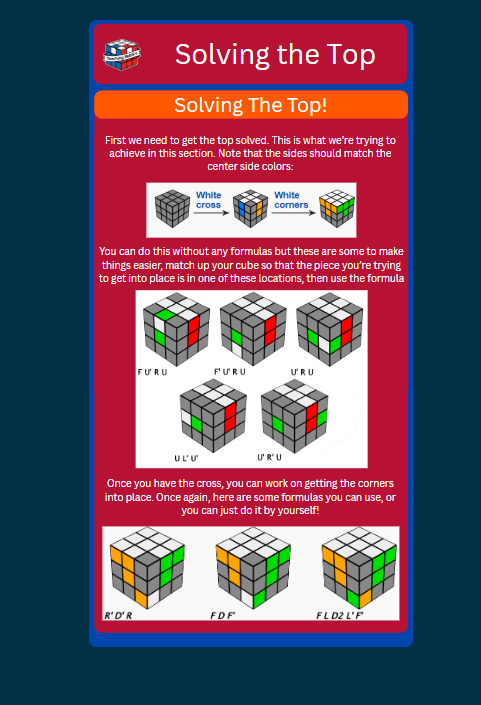 Solving the Top
Solving The Top!
First we need to get the top solved. This is what we're trying to
achieve in this section. Note that the sides should match the
center side colors:
White
cross
White
corners
You can do this without any formulas but these are some to make
things easier, match up your cube so that the piece you're trying
to get into place is in one of these locations, then use the formula
F U' R U
F' U' R U
U' R U
U L' U'
U' R' U
Once you have the cross, you can work on getting the corners
into place. Once again, here are some formulas you can use, or
you can just do it by yourself!
R' D' R
F D F'
F L D2 L' F'